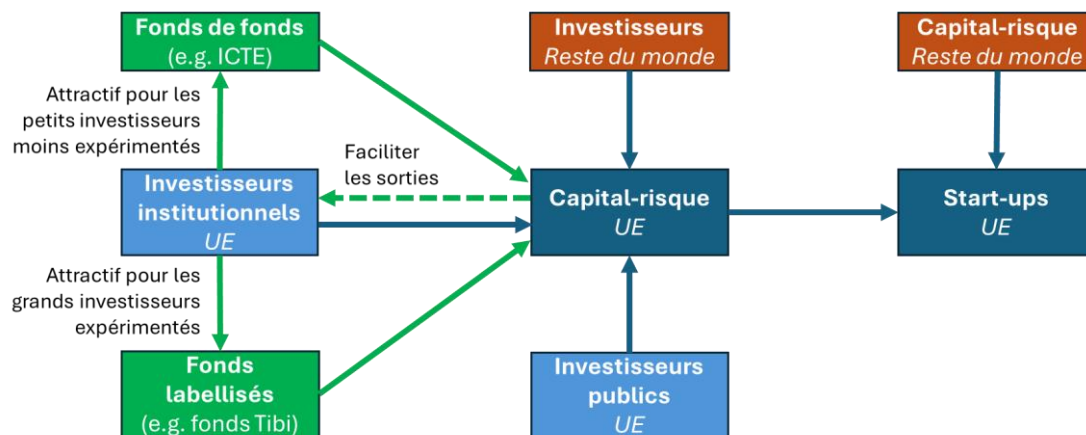 Fonds de fonds
(e.g. ICTE)
Investisseurs
Reste du monde
Capital-risque
Reste du monde
Attractif pour les
petits investisseurs
moins expérimentés
Faciliter
les sorties
Investisseurs
institutionnels
UE
Capital-risque
UE
Start-ups
UE
Attractif pour les
grands investisseurs
expérimentés
Fonds
labellisés
(e.g. fonds Tibi)
Investisseurs
publics
UE